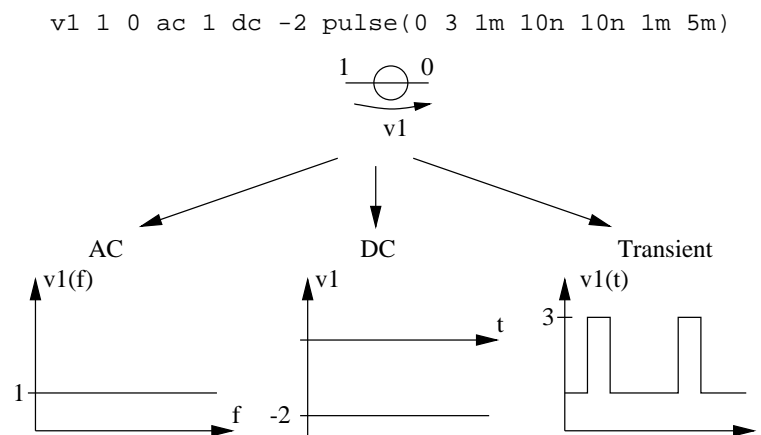 v1 1 0 ac 1 dc -2 pulse(0 3 1m 10n 10n 1m 5m)
1 0
v1
AC DC Transient
v1(f) v1 v1(t)
3
t
1
f
-2